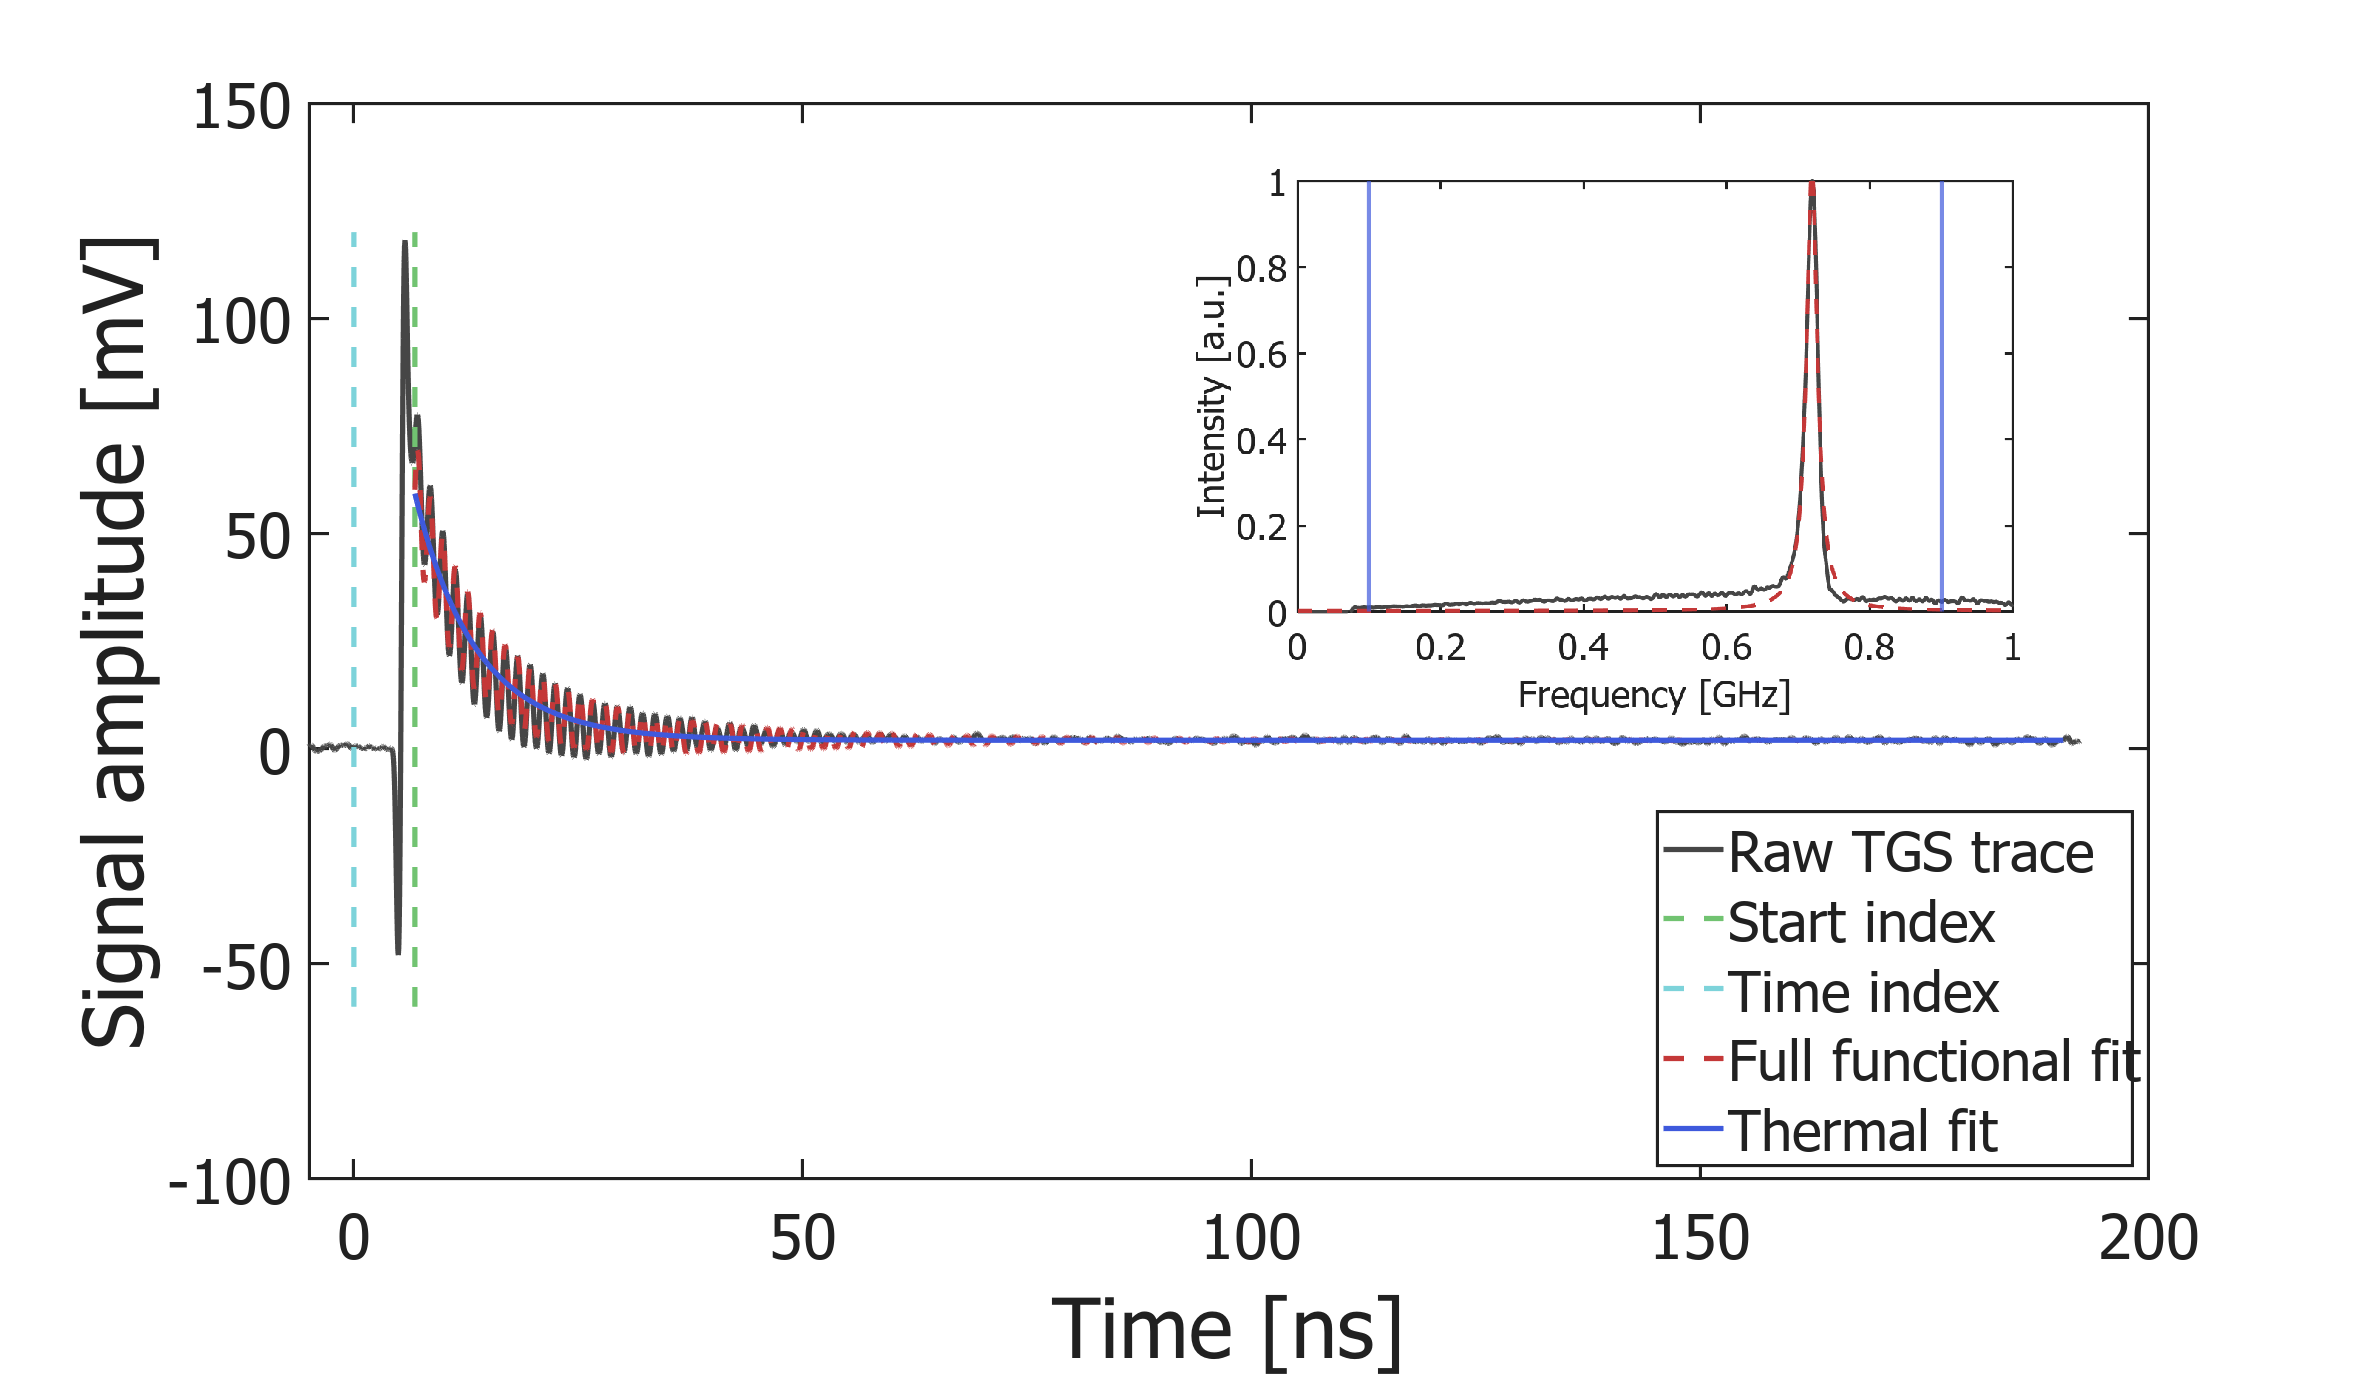 150
100
50
0
-50
-100
Signal amplitude [mV]
0
50
100
150
200
Time [ns]
1
0.8
0.6
0.4
0.2
0
Intensity [a.u.]
0
0.2
0.4
0.6
0.8
1
Frequency [GHz]
Raw TGS trace
Start index
Time index
Full functional fit
Thermal fit